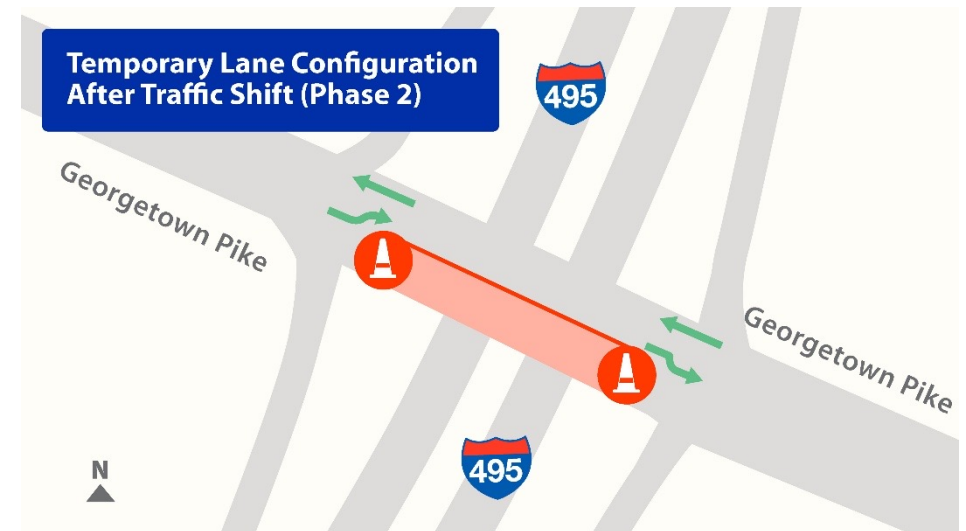 Temporary Lane Configuration
After Traffic Shift (Phase 2)
495
Georgetown Pike
Georgetown Pike
495
N